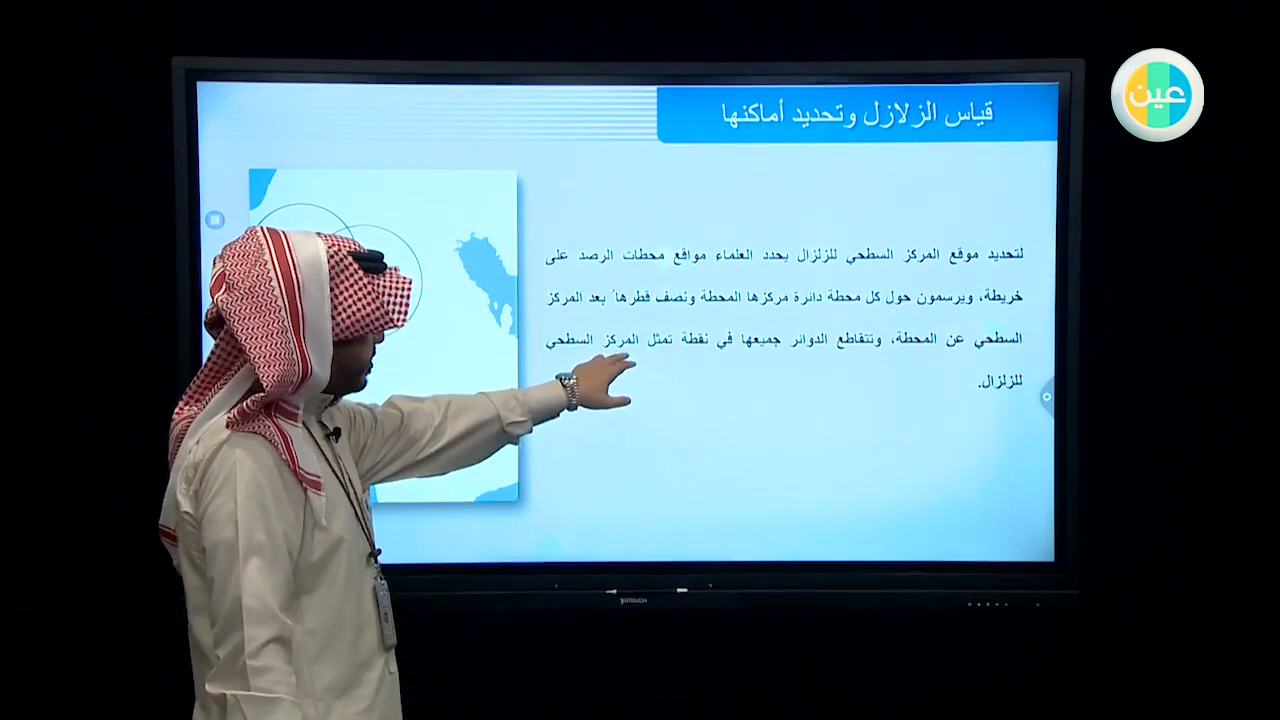 عين
قياس الزلازل وتحديد أماكنها
لتحديد موقع المركز السطحي للزلزال يحدد العلماء مواقع محطات الرصد على
خريطة، ويرسمون حول كل محطة دائرة مركزها المحطة ونصف قطرها ُ بعد المركز
السطحي عن المحطة، وتتقاطع الدوائر جميعها في نقطة تمثل المركز السطحي
للزلزال.